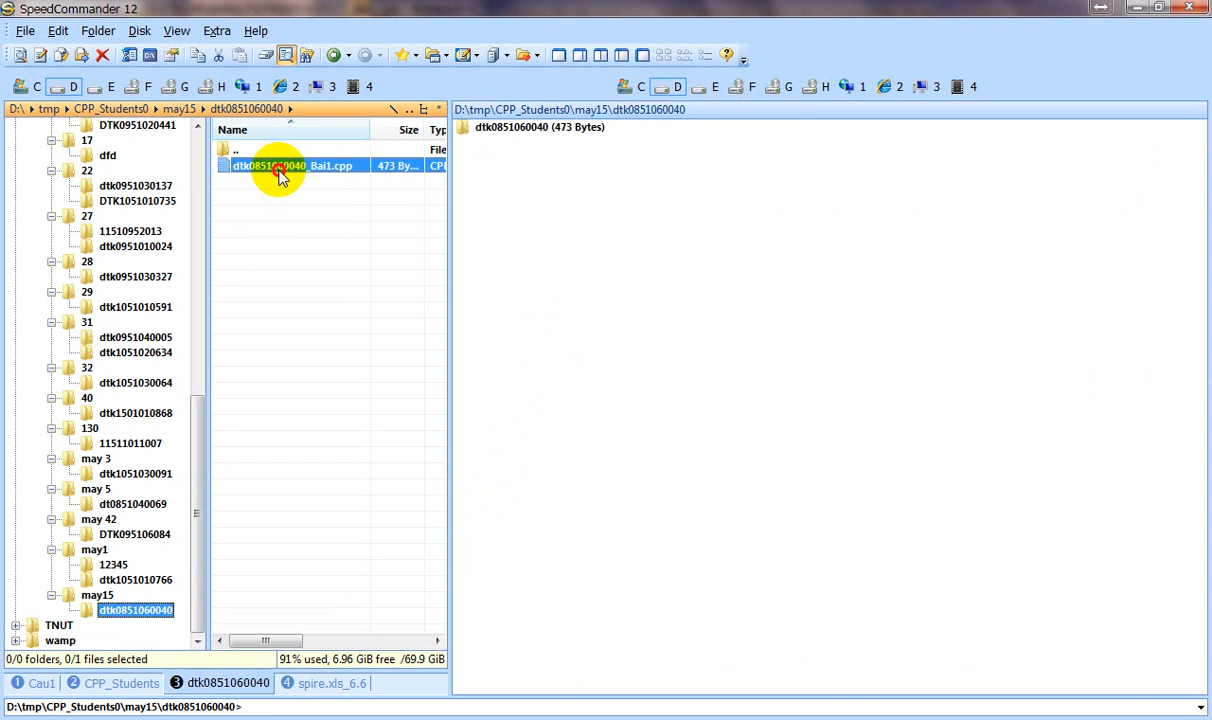 SpeedCommander 12
File Edit Folder Disk View Extra Help
C D E F G H 1 2 3 4
C D E F G H 1 2 3 4
D:\ tmp CPP_Students0 may15 dtk0851060040 .. *
D:\tmp\CPP_Students0\may15\dtk0851060040
DTK0951020441
17
dfd
22
dtk0951030137
DTK1051010735
27
11510952013
dtk0951010024
28
dtk0951030327
29
dtk1051010591
31
dtk0951040005
dtk1051020634
32
dtk1051030064
40
dtk1501010868
130
11511011007
may 3
dtk1051030091
may 5
dt0851040069
may 42
DTK095106084
may1
12345
dtk1051010766
may15
dtk0851060040
TNUT
wamp
Name Size Typ
.. File
dtk0851060040_Bai1.cpp 473 By... CPP
dtk0851060040 (473 Bytes)
0/0 folders, 0/1 files selected
91% used, 6.96 GiB free /69.9 GiB
1 Cau1 2 CPP_Students 3 dtk0851060040 4 spire.xls_6.6
D:\tmp\CPP_Students0\may15\dtk0851060040>